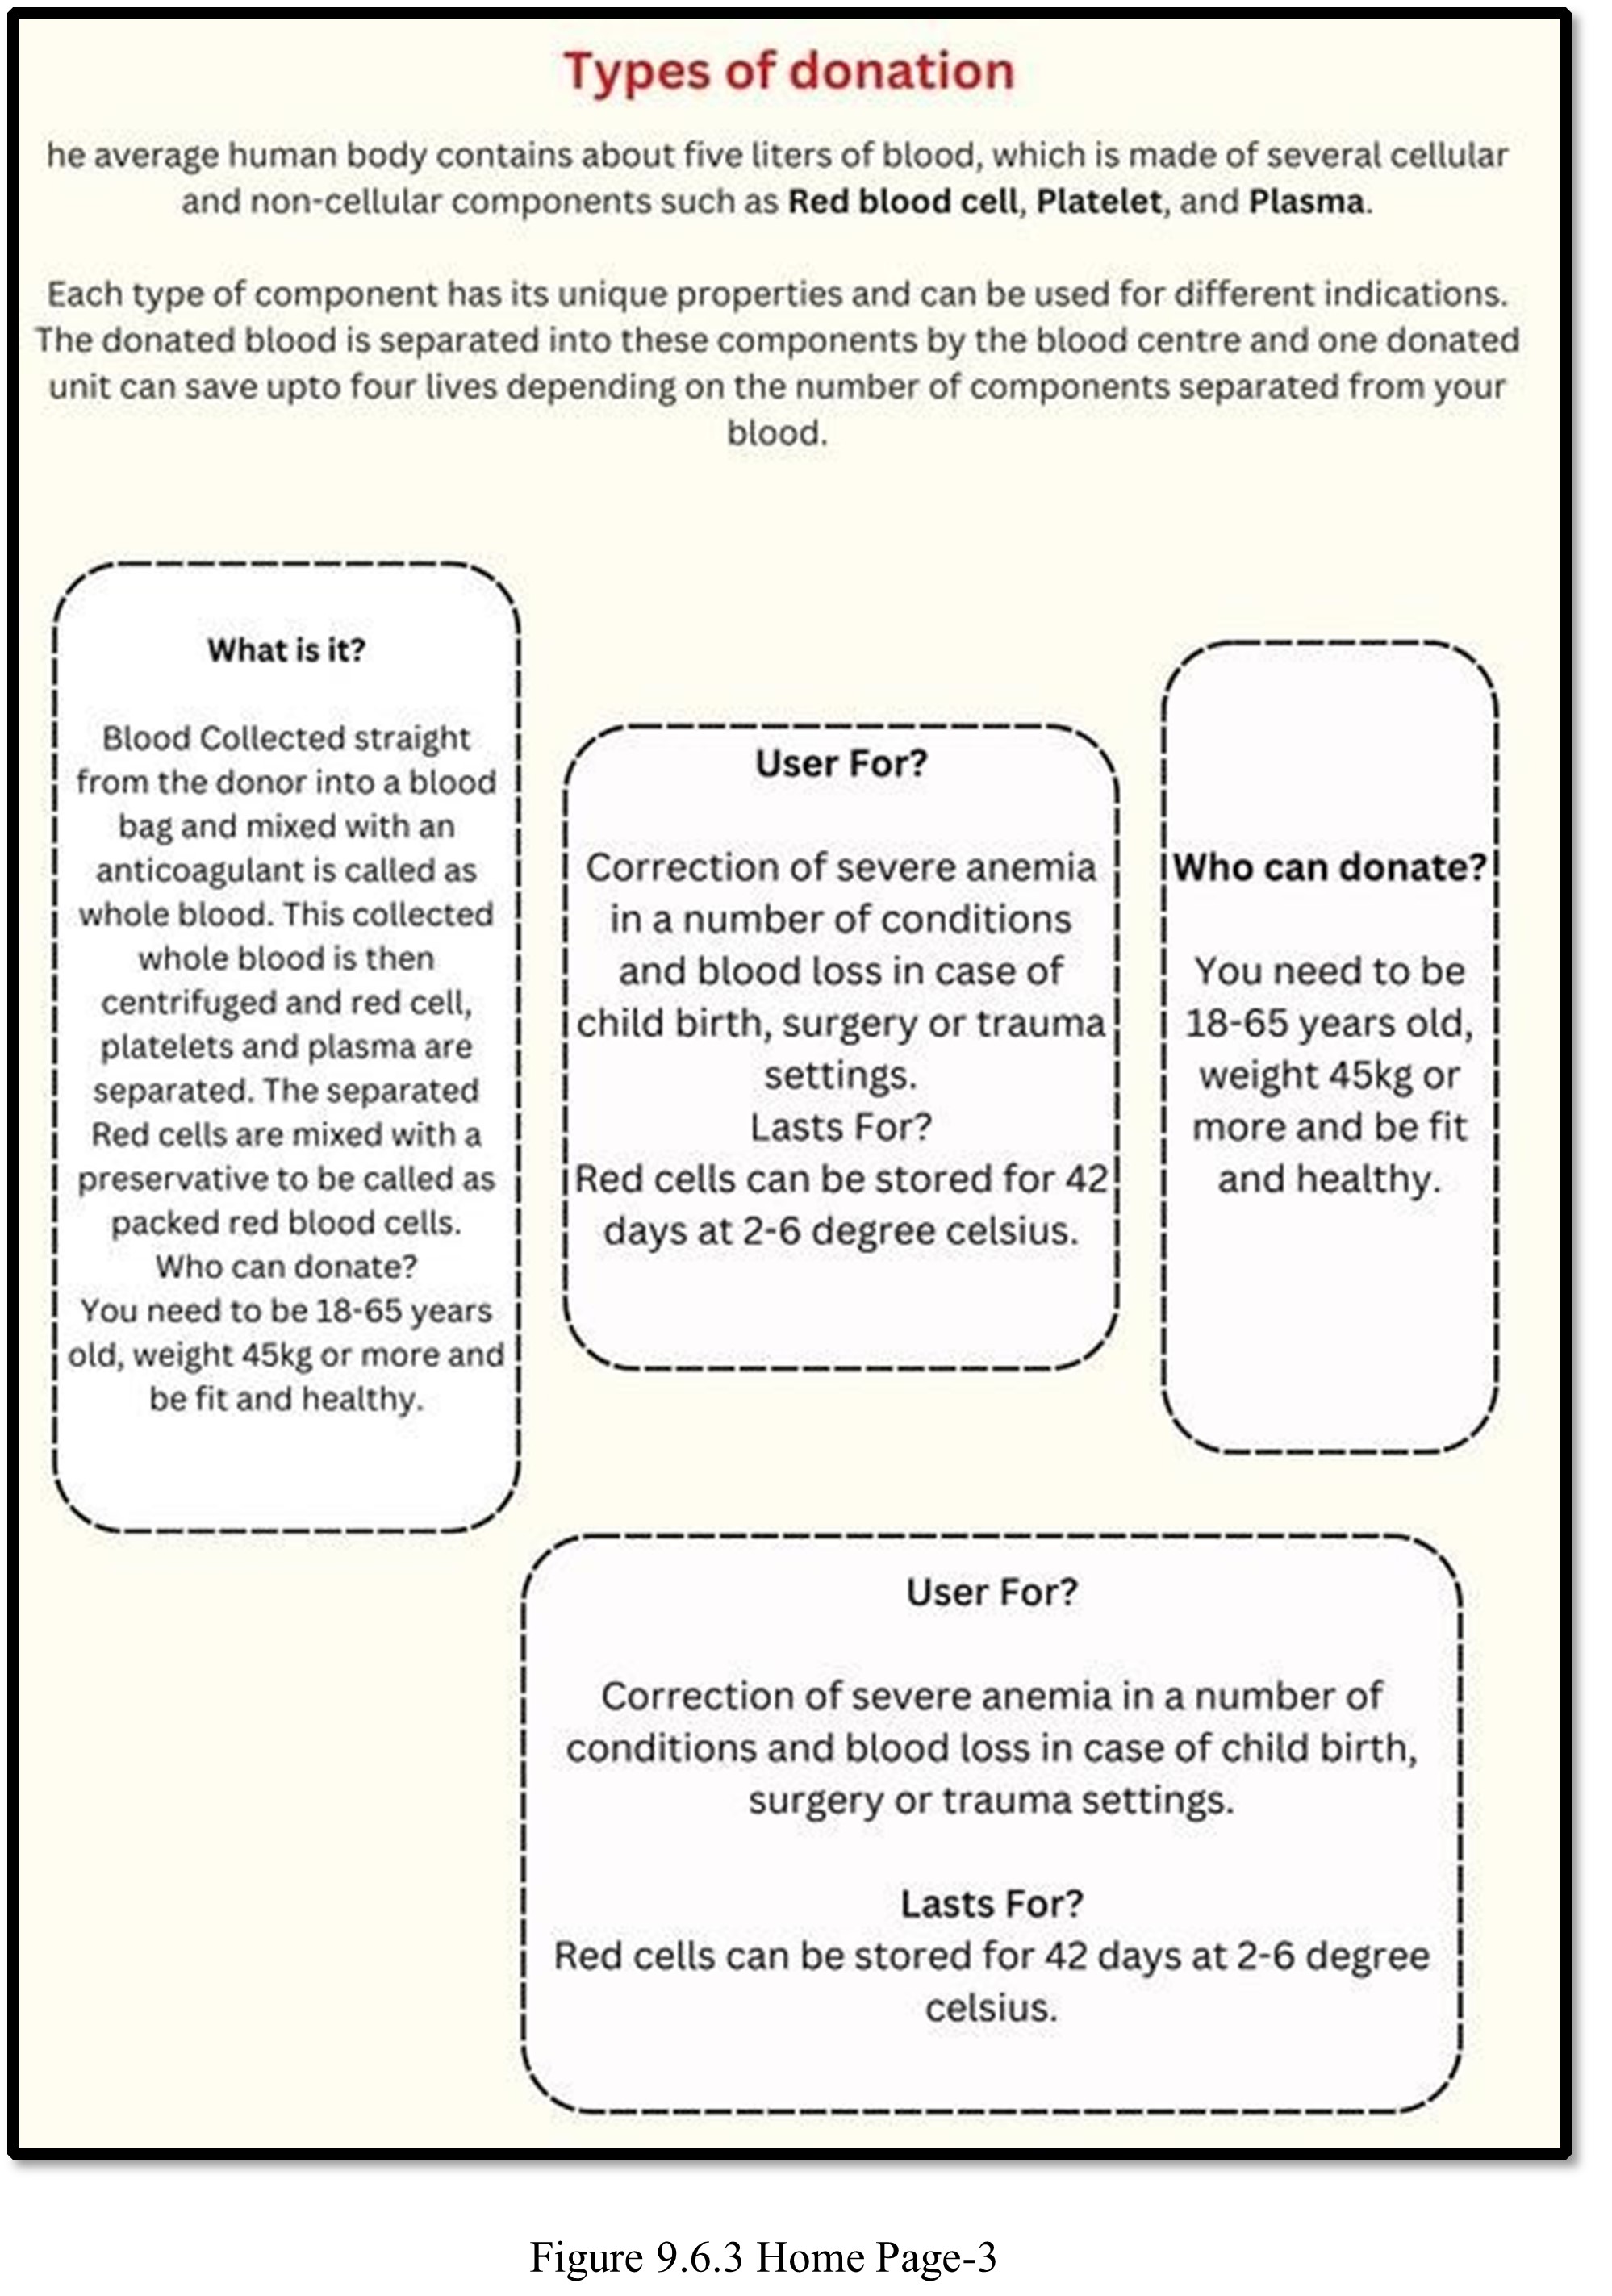 Types of donation
he average human body contains about five liters of blood, which is made of several cellular
and non-cellular components such as Red blood cell, Platelet, and Plasma.
Each type of component has its unique properties and can be used for different indications.
The donated blood is separated into these components by the blood centre and one donated
unit can save upto four lives depending on the number of components separated from your
blood.
What is it?
Blood Collected straight
from the donor into a blood
bag and mixed with an
anticoagulant is called as
whole blood. This collected
whole blood is then
centrifuged and red cell,
platelets and plasma are
separated. The separated
Red cells are mixed with a
preservative to be called as
packed red blood cells.
Who can donate?
You need to be 18-65 years
old, weight 45kg or more and
be fit and healthy.
User For?
Correction of severe anemia
in a number of conditions
and blood loss in case of
child birth, surgery or trauma
settings.
Lasts For?
Red cells can be stored for 42
days at 2-6 degree celsius.
Who can donate?
You need to be
18-65 years old,
weight 45kg or
more and be fit
and healthy.
User For?
Correction of severe anemia in a number of
conditions and blood loss in case of child birth,
surgery or trauma settings.
Lasts For?
Red cells can be stored for 42 days at 2-6 degree
celsius.
Figure 9.6.3 Home Page-3